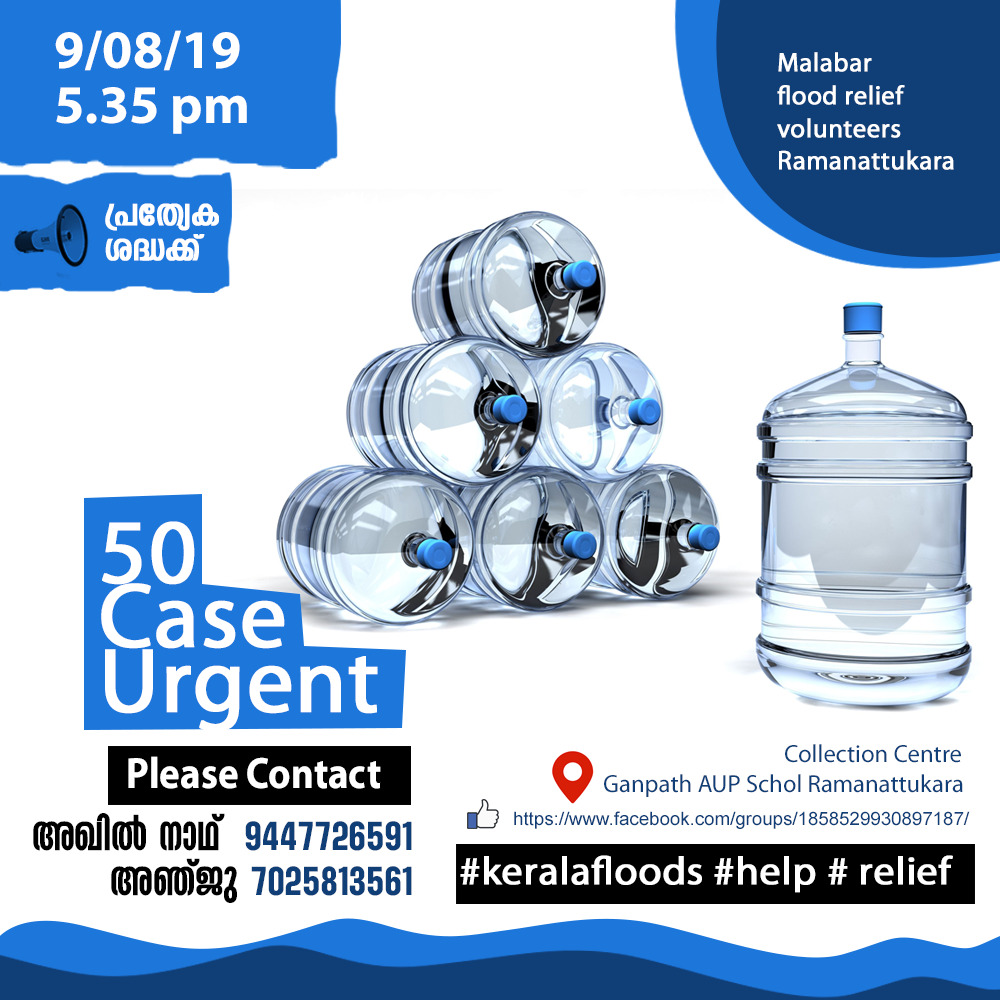 9/08/19
5.35 pm
Malabar
flood relief
volunteers
Ramanattukara
പ്രത്യേക
ശദ്ധക്ക്
50
Case
Urgent
Please Contact
അഖിൽ നാഥ് 9447726591
അഞ്ജു 7025813561
Collection Centre
Ganpath AUP Schol Ramanattukara
https://www.facebook.com/groups/1858529930897187/
#keralafloods #help # relief